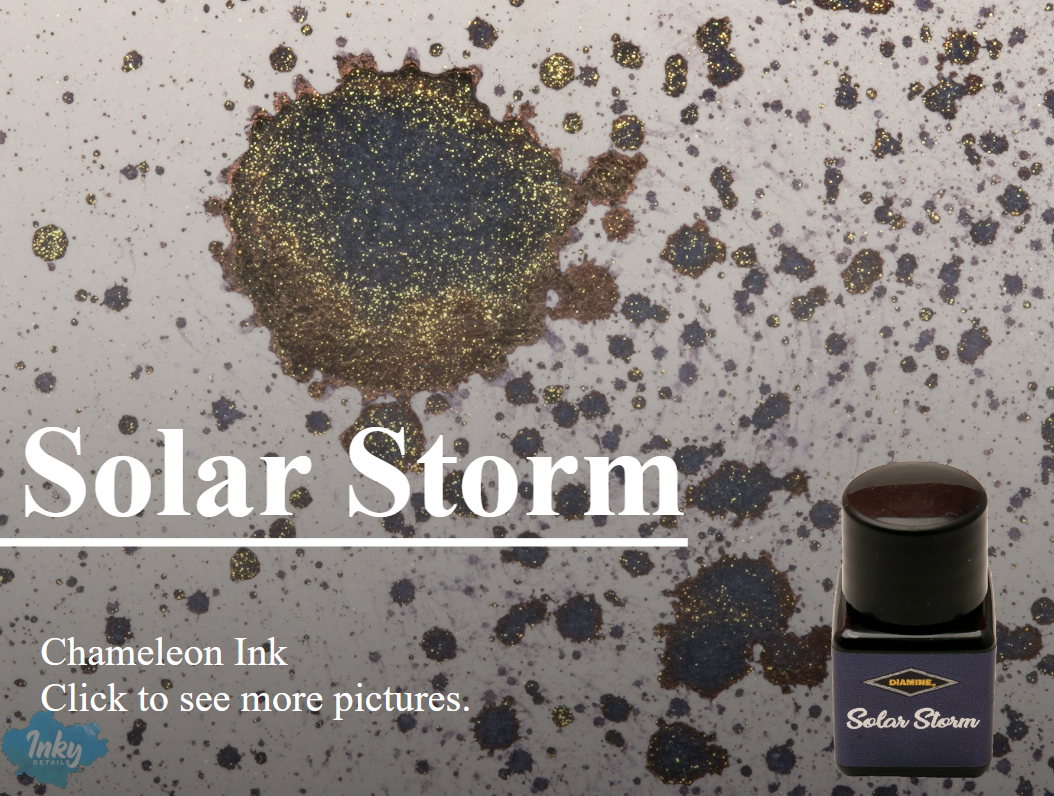 Solar Storm
Chameleon Ink
Click to see more pictures.
Inky
DETAILS
DIAMINE
Solar Storm